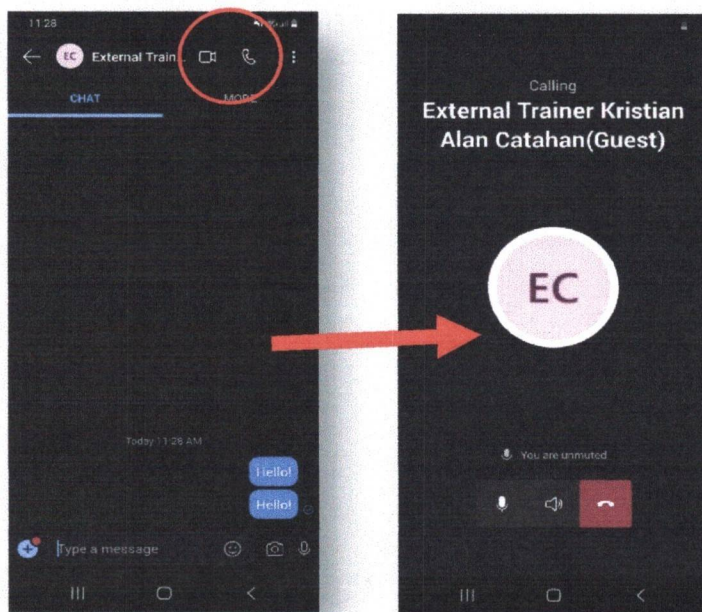 11:28
EC
External Train...
CHAT
MORE
Today 11:28 AM
Hello!
Hello!
Type a message
Calling
External Trainer Kristian
Alan Catahan(Guest)
EC
You are unmuted